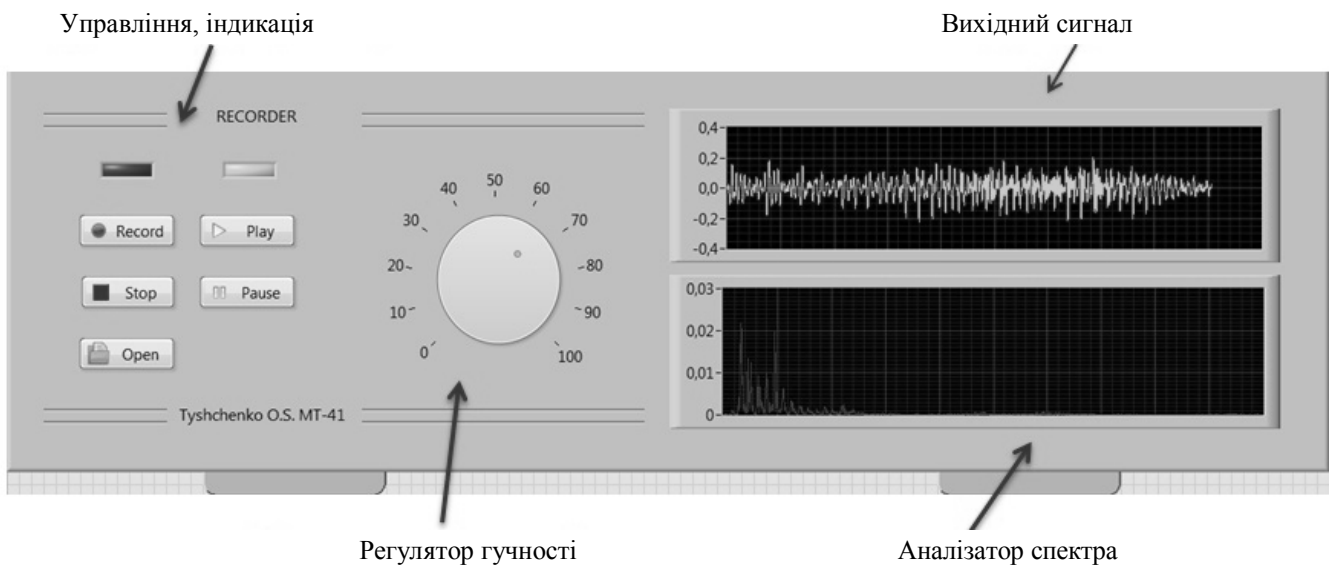 Управління, індикація
Вихідний сигнал
RECORDER
Record
Play
Stop
Pause
Open
Tyshchenko O.S. MT-41
0
10
20
30
40
50
60
70
80
90
100
0,4
0,2
0,0
-0,2
-0,4
0,03
0,02
0,01
0
Регулятор гучності
Аналізатор спектра